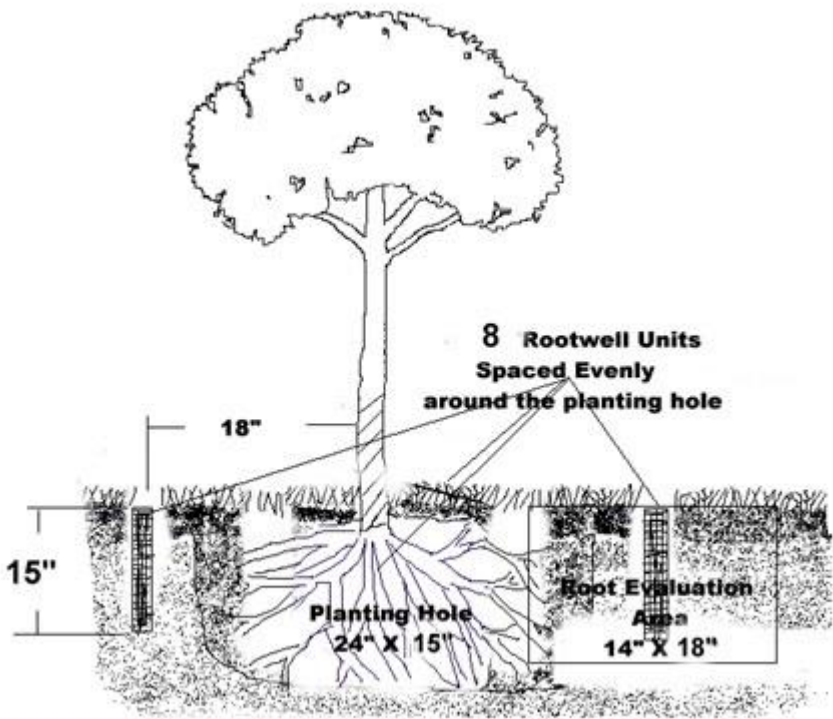 8 Rootwell Units
Spaced Evenly
around the planting hole
18"
15"
Planting Hole
24" X 15"
Root Evaluation
Area
14" X 18"